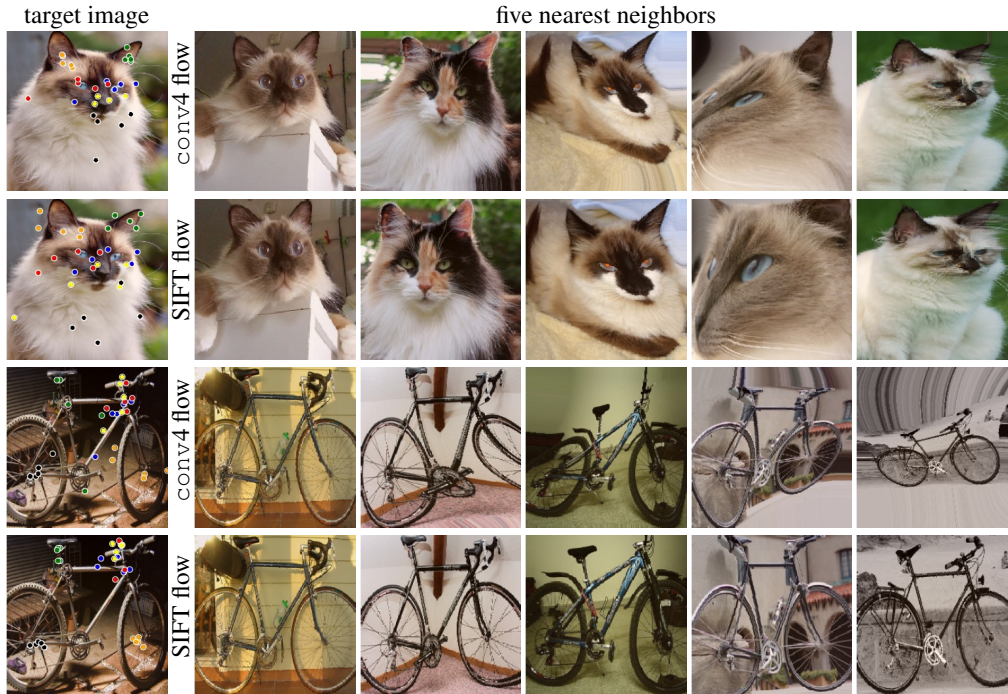 target image
five nearest neighbors
conv4 flow
SIFT flow
conv4 flow
SIFT flow